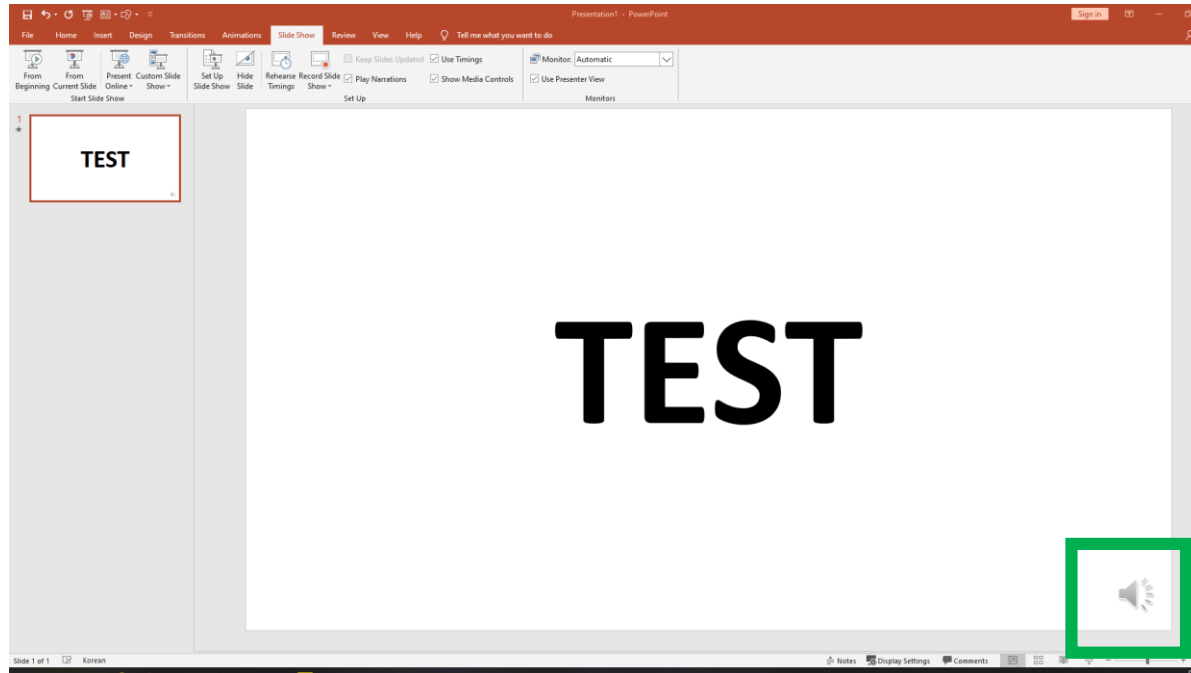 Presentation1 - PowerPoint
Sign in
File Home Insert Design Transitions Animations Slide Show Review View Help Tell me what you want to do
From Beginning
From Current Slide
Present Online
Custom Slide Show
Set Up Slide Show
Hide Slide
Rehearse Timings
Record Slide Show
Keep Slides Updated
Use Timings
Play Narrations
Show Media Controls
Monitor: Automatic
Use Presenter View
Start Slide Show
Set Up
Monitors
1
TEST
TEST
Slide 1 of 1 Korean
Notes Display Settings Comments